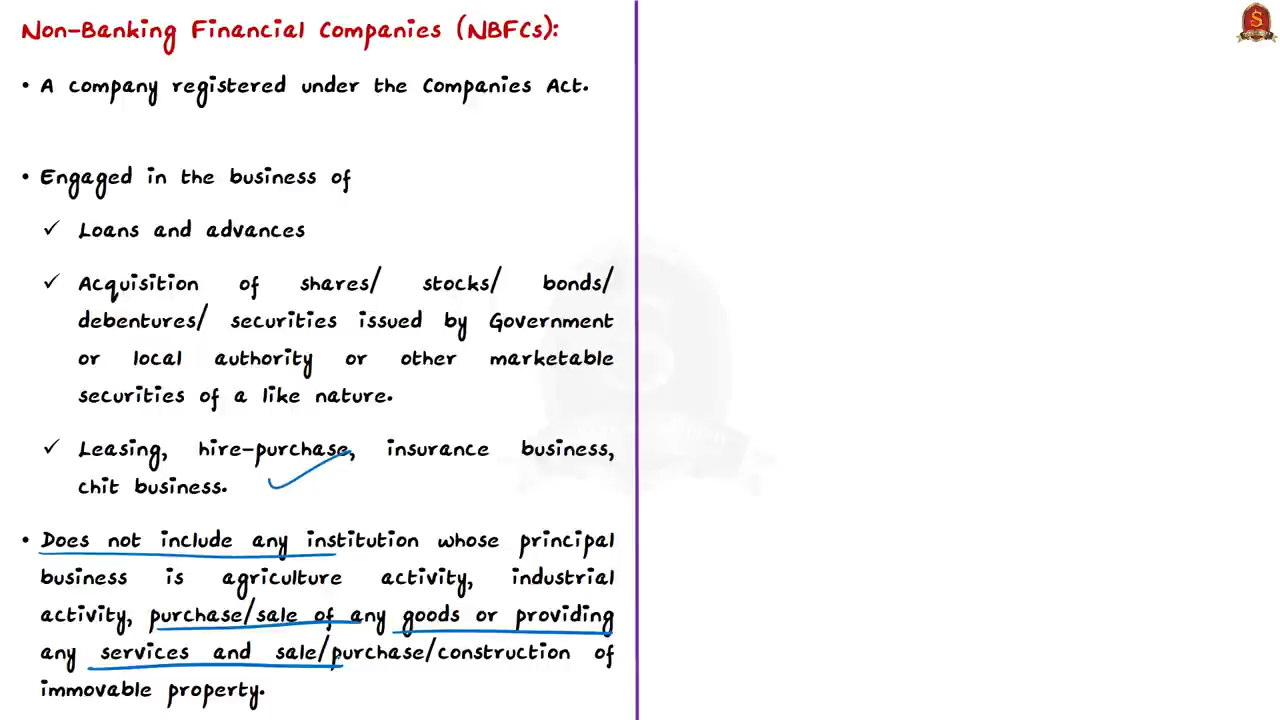 Non-Banking Financial Companies (NBFCs):
• A company registered under the Companies Act.
• Engaged in the business of
✓ Loans and advances
✓ Acquisition of shares/ stocks/ bonds/
debentures/ securities issued by Government
or local authority or other marketable
securities of a like nature.
✓ Leasing, hire-purchase, insurance business,
chit business.
• Does not include any institution whose principal
business is agriculture activity, industrial
activity, purchase/sale of any goods or providing
any services and sale/purchase/construction of
immovable property.